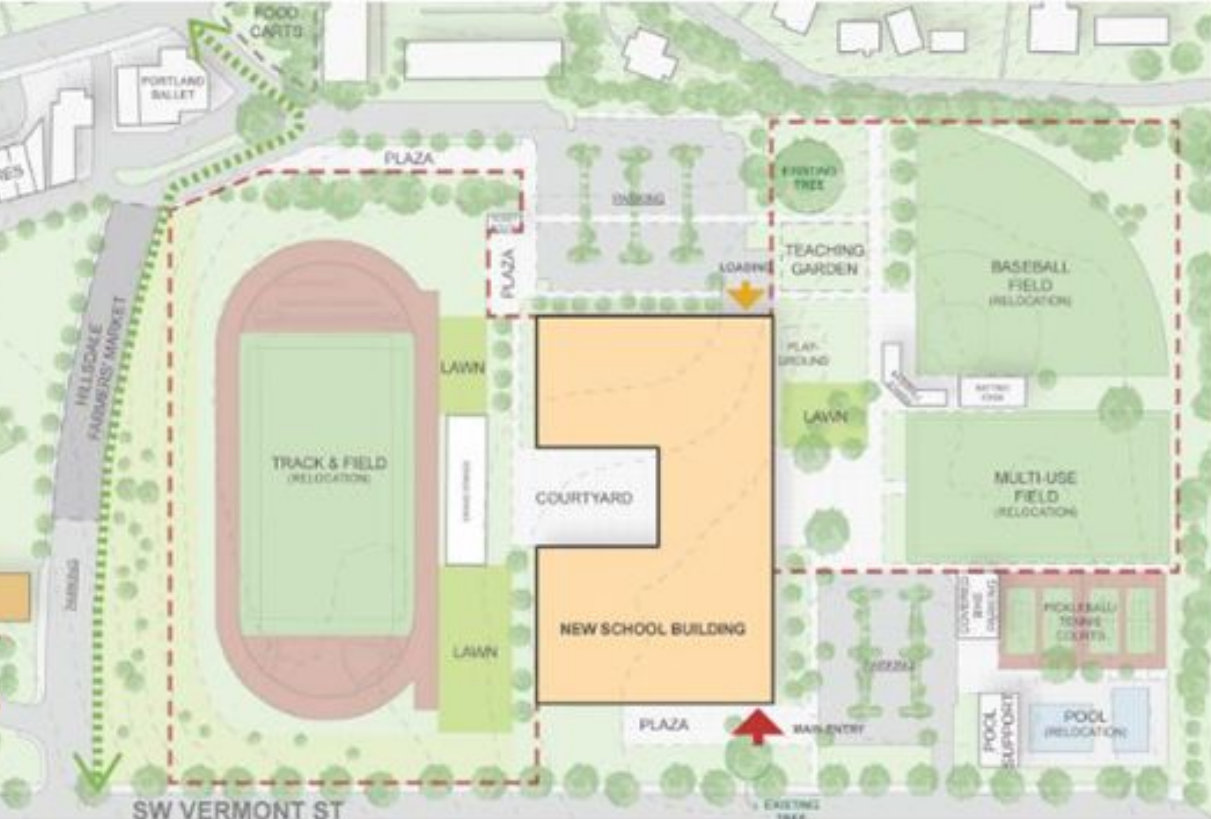 FOOD
CARTS
PORTLAND
BALLET
PLAZA
EXISTING
TREE
PARKING
PLAZA
TEACHING
GARDEN
LOADING
BASEBALL
FIELD
(RELOCATION)
HILLSDALE
FARMERS' MARKET
LAWN
PLAY-
GROUND
LAWN
TRACK & FIELD
(RELOCATION)
COURTYARD
MULTI-USE
FIELD
(RELOCATION)
PARKING
NEW SCHOOL BUILDING
COVERED
BIKE
PICKLEBALL/
TENNIS
COURTS
LAWN
PARKING
PLAZA
MAIN ENTRY
POOL
SUPPORT
POOL
(RELOCATION)
SW VERMONT ST
EXISTING
TREE